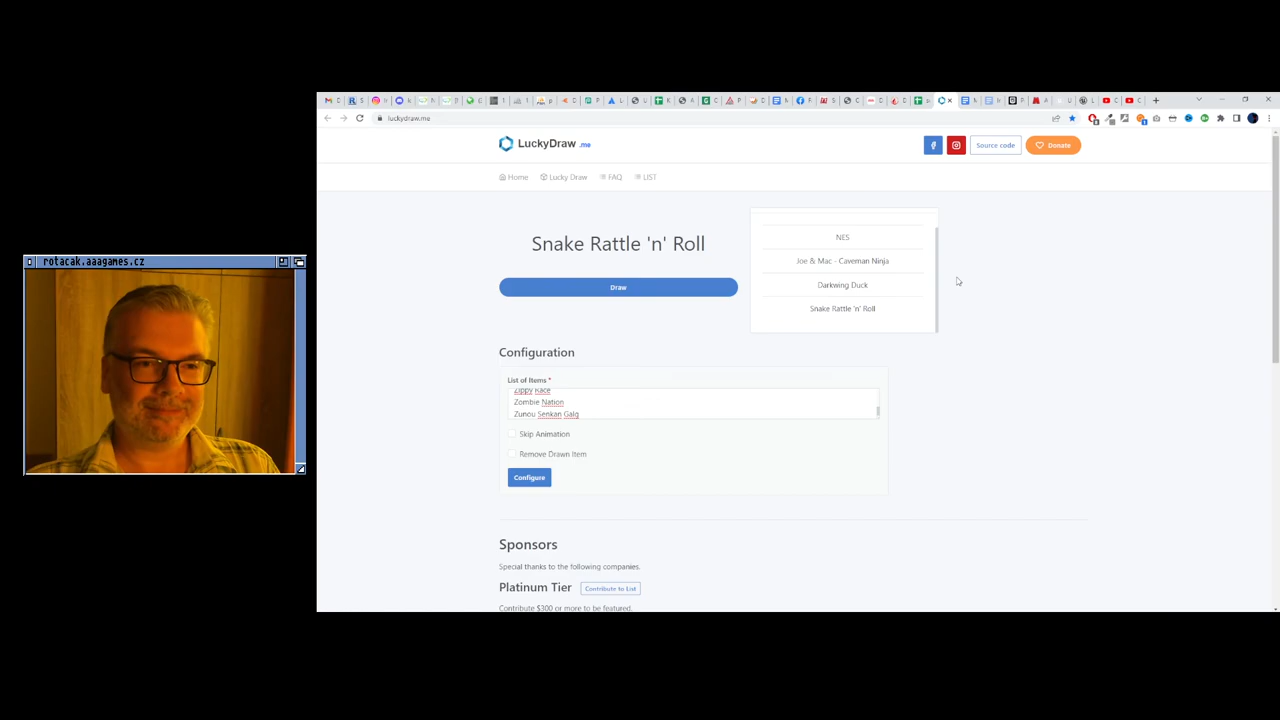 rotacak.aaagames.cz
luckydraw.me
LuckyDraw .me
Source code
Donate
Home
Lucky Draw
FAQ
LIST
Snake Rattle 'n' Roll
Draw
NES
Joe & Mac - Caveman Ninja
Darkwing Duck
Snake Rattle 'n' Roll
Configuration
List of Items *
Zippy Race
Zombie Nation
Zunou Senkan Galg
Skip Animation
Remove Drawn Item
Configure
Sponsors
Special thanks to the following companies.
Platinum Tier
Contribute to List
Contribute $300 or more to be featured.